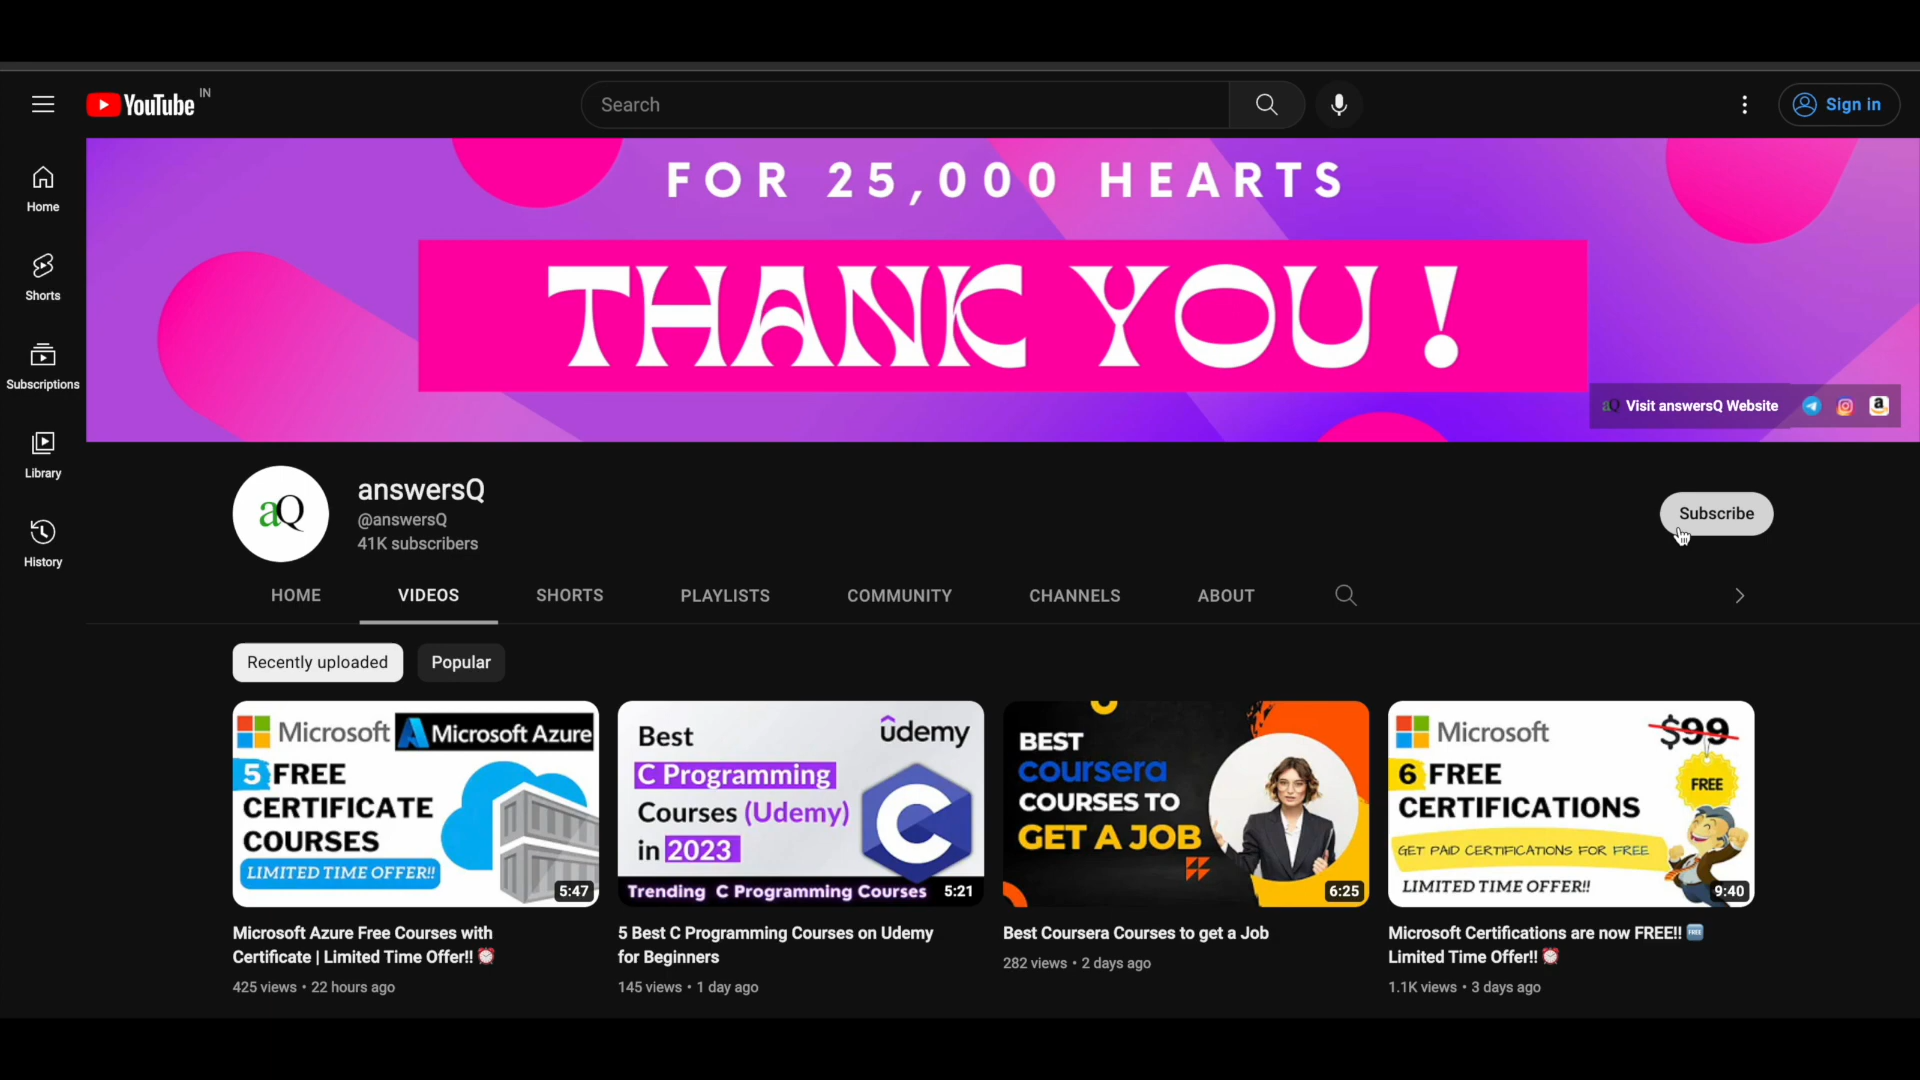 YouTube IN
Search
Sign in
Home
Shorts
Subscriptions
Library
History
FOR 25,000 HEARTS
THANK YOU!
aQ Visit answersQ Website
aQ
answersQ
@answersQ
41K subscribers
Subscribe
HOME VIDEOS SHORTS PLAYLISTS COMMUNITY CHANNELS ABOUT
Recently uploaded Popular
Microsoft Microsoft Azure
5 FREE
CERTIFICATE
COURSES
LIMITED TIME OFFER!!
5:47
Microsoft Azure Free Courses with
Certificate | Limited Time Offer!! ⏰
425 views • 22 hours ago
Best
ûdemy
C Programming
Courses (Udemy)
in 2023
C
Trending C Programming Courses
5:21
5 Best C Programming Courses on Udemy
for Beginners
145 views • 1 day ago
BEST
coursera
COURSES TO
GET A JOB
6:25
Best Coursera Courses to get a Job
282 views • 2 days ago
Microsoft
$99
6 FREE
CERTIFICATIONS
FREE
GET PAID CERTIFICATIONS FOR FREE
LIMITED TIME OFFER!!
9:40
Microsoft Certifications are now FREE!! 🆓
Limited Time Offer!! ⏰
1.1K views • 3 days ago